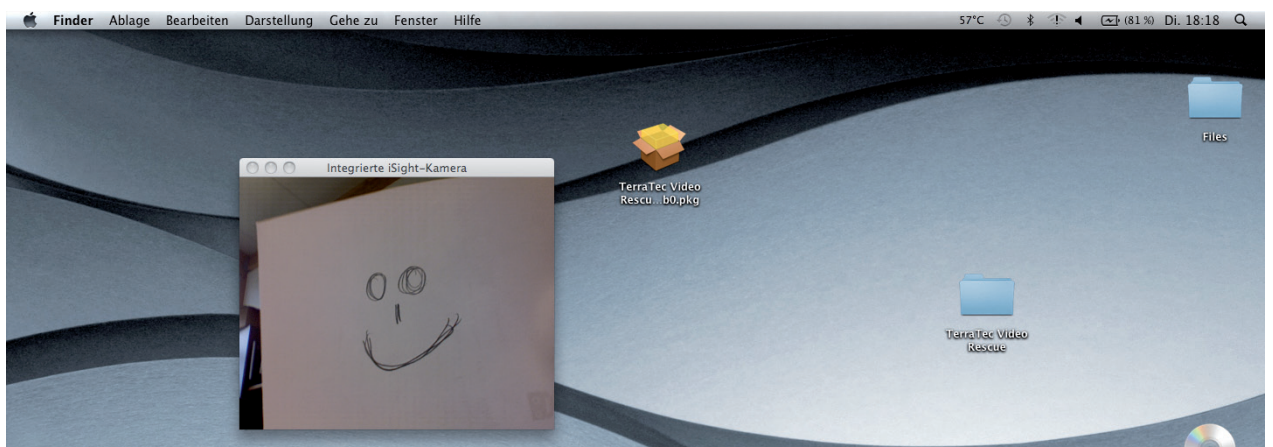 Finder Ablage Bearbeiten Darstellung Gehe zu Fenster Hilfe 57°C (81 %) Di. 18:18
Files
Integrierte iSight-Kamera
TerraTec Video
Rescu...b0.pkg
TerraTec Video
Rescue